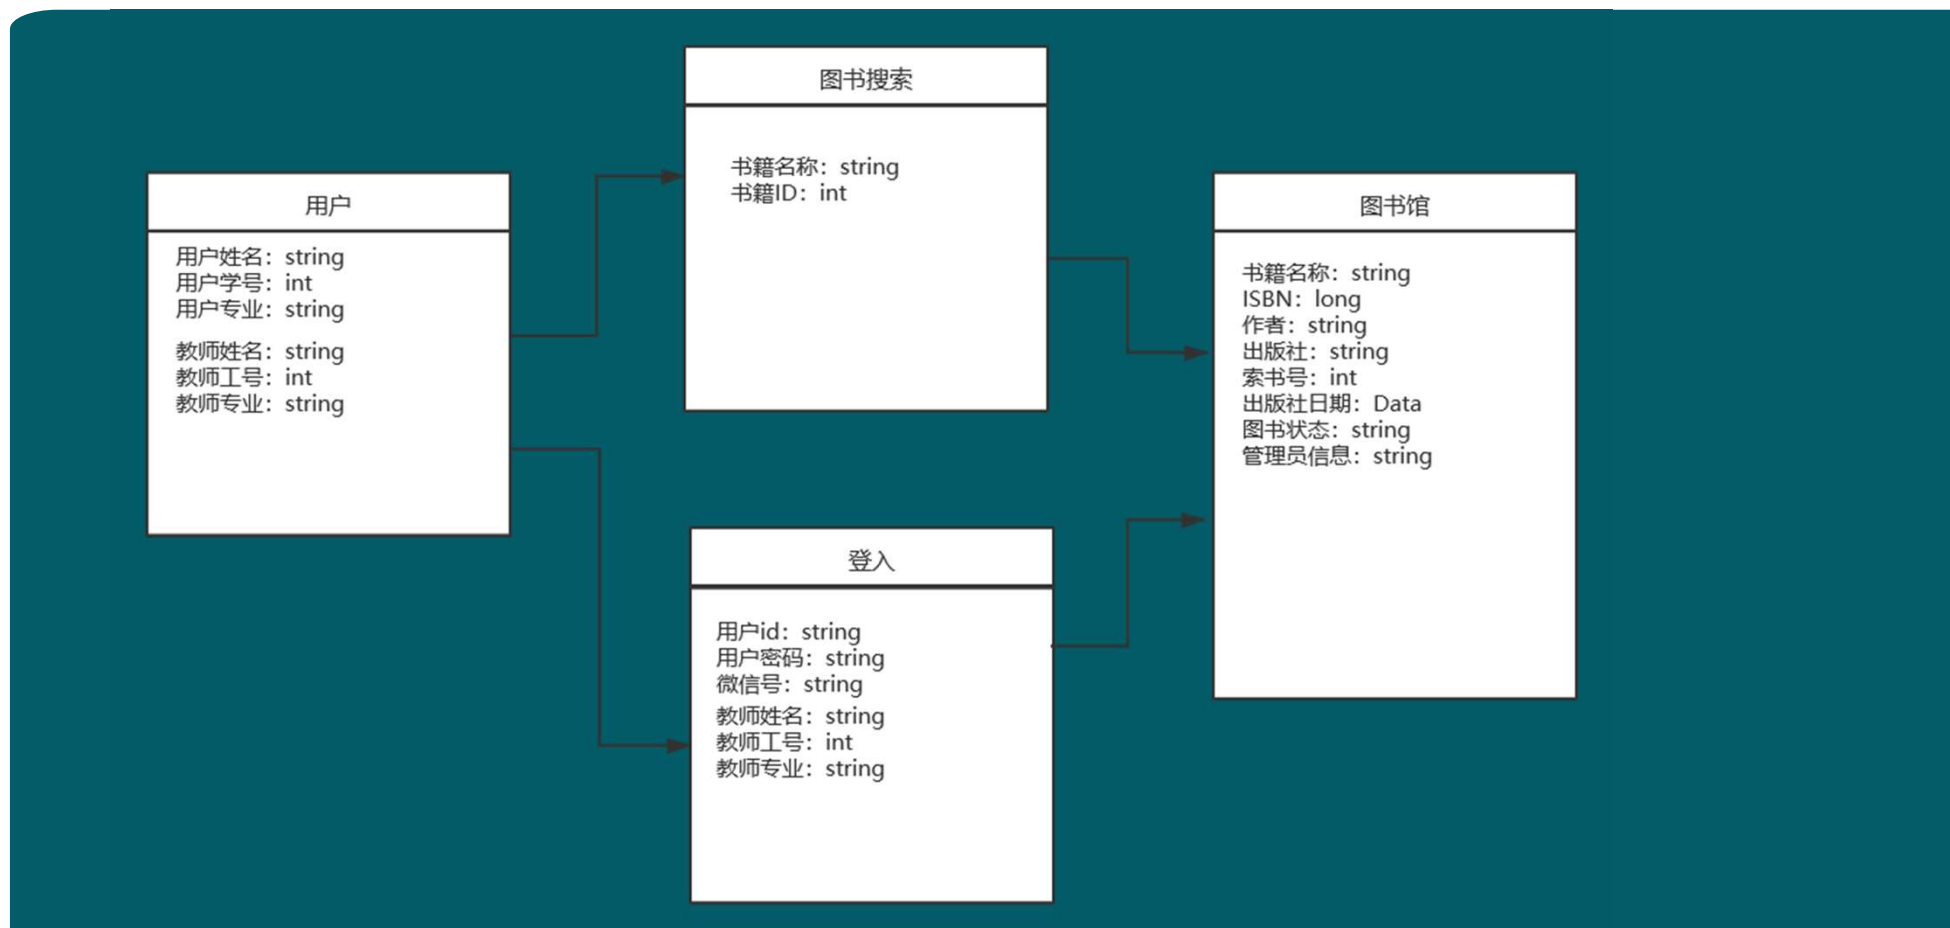 图书搜索
书籍名称：string
书籍ID：int
用户
用户姓名：string
用户学号：int
用户专业：string
教师姓名：string
教师工号：int
教师专业：string
图书馆
书籍名称：string
ISBN：long
作者：string
出版社：string
索书号：int
出版社日期：Data
图书状态：string
管理员信息：string
登入
用户id：string
用户密码：string
微信号：string
教师姓名：string
教师工号：int
教师专业：string